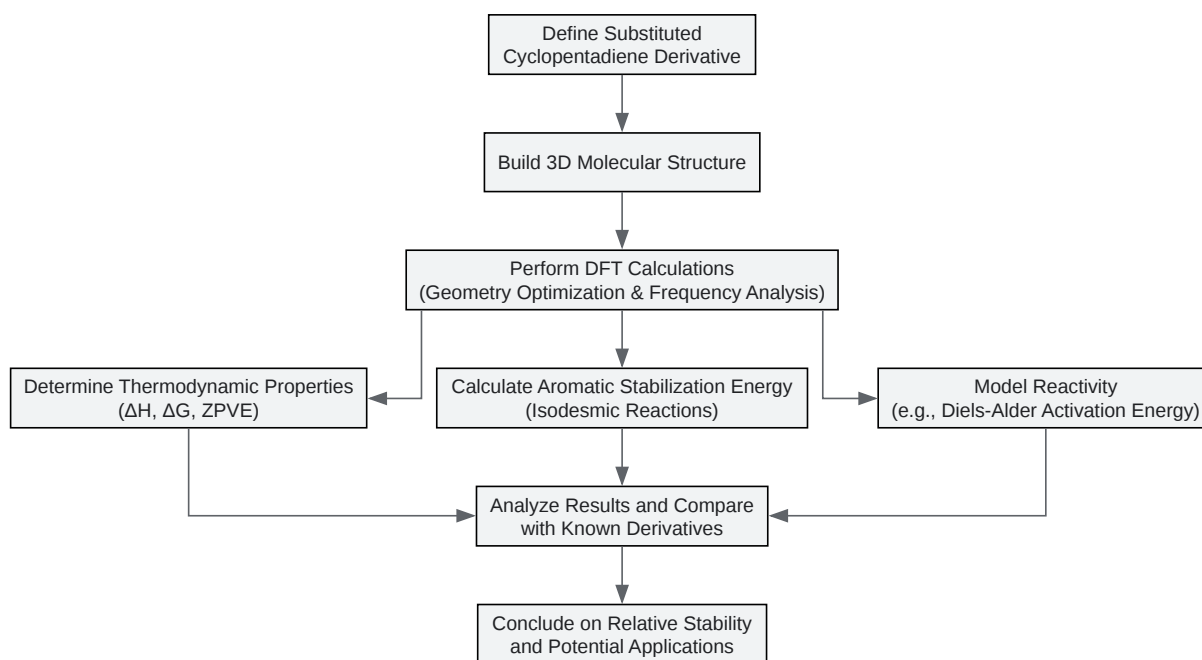 Define Substituted
Cyclopentadiene Derivative
Build 3D Molecular Structure
Perform DFT Calculations
(Geometry Optimization & Frequency Analysis)
Determine Thermodynamic Properties
(ΔH, ΔG, ZPVE)
Calculate Aromatic Stabilization Energy
(Isodesmic Reactions)
Model Reactivity
(e.g., Diels-Alder Activation Energy)
Analyze Results and Compare
with Known Derivatives
Conclude on Relative Stability
and Potential Applications